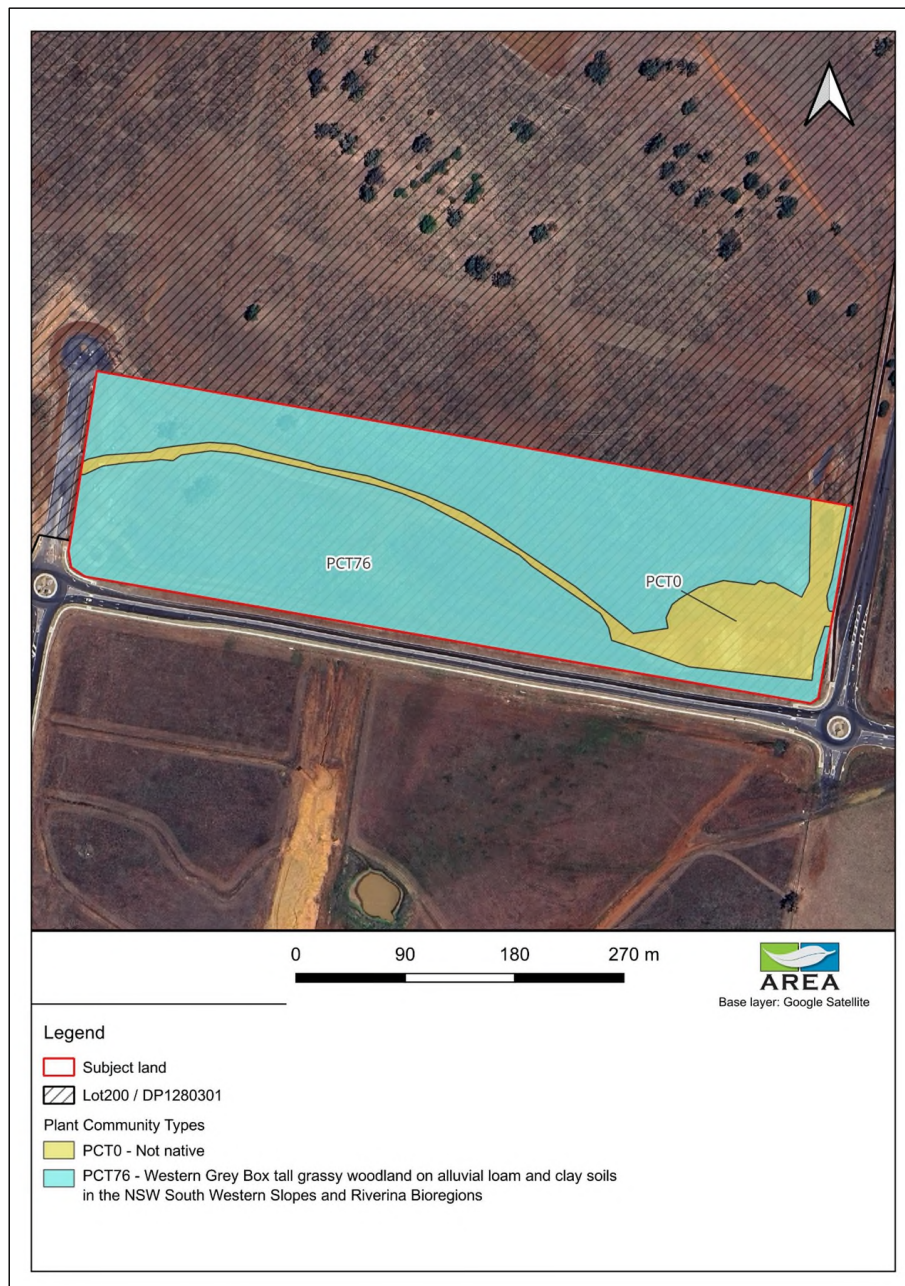 PCT76
PCT0
0 90 180 270 m
AREA
Base layer: Google Satellite
Legend
Subject land
Lot200 / DP1280301
Plant Community Types
PCT0 - Not native
PCT76 - Western Grey Box tall grassy woodland on alluvial loam and clay soils
in the NSW South Western Slopes and Riverina Bioregions